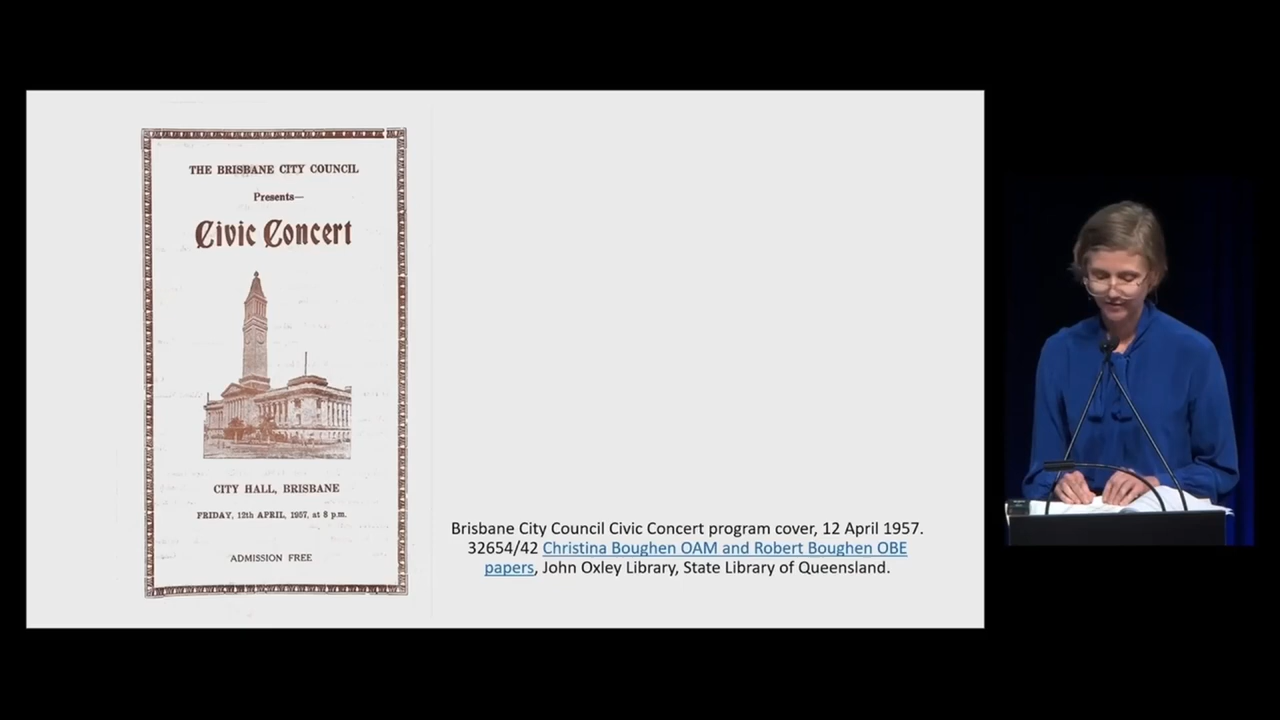 THE BRISBANE CITY COUNCIL
Presents—
Civic Concert
CITY HALL, BRISBANE
FRIDAY, 12th APRIL, 1957, at 8 p.m.
ADMISSION FREE
Brisbane City Council Civic Concert program cover, 12 April 1957.
32654/42 Christina Boughen OAM and Robert Boughen OBE
papers, John Oxley Library, State Library of Queensland.